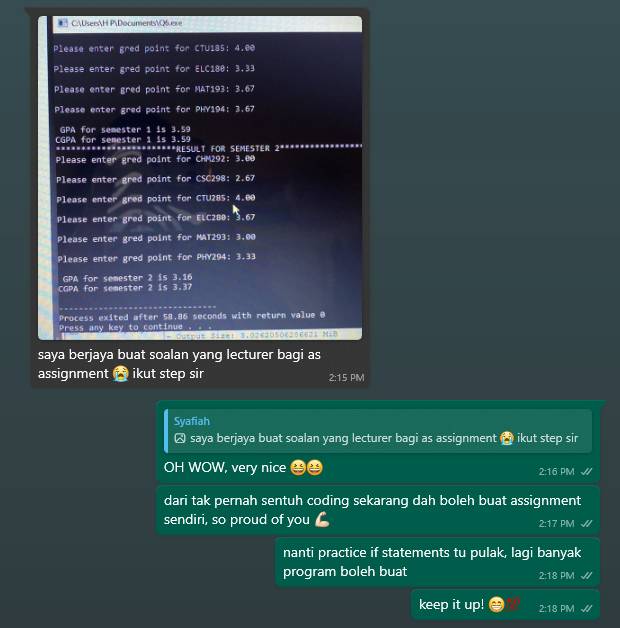 C:\Users\H P\Documents\Q6.exe
Please enter gred point for CTU185: 4.00
Please enter gred point for ELC180: 3.33
Please enter gred point for MAT193: 3.67
Please enter gred point for PHY194: 3.67
GPA for semester 1 is 3.59
CGPA for semester 1 is 3.59
*************************RESULT FOR SEMESTER 2*****************
Please enter gred point for CHM292: 3.00
Please enter gred point for CSC298: 2.67
Please enter gred point for CTU285: 4.00
Please enter gred point for ELC280: 3.67
Please enter gred point for MAT293: 3.00
Please enter gred point for PHY294: 3.33
GPA for semester 2 is 3.16
CGPA for semester 2 is 3.37
--------------------------------
Process exited after 58.86 seconds with return value 0
Press any key to continue . . .
- Output Size: MiB
saya berjaya buat soalan yang lecturer bagi as
assignment 😭 ikut step sir
2:15 PM
Syafiah
saya berjaya buat soalan yang lecturer bagi as assignment 😭 ikut step sir
OH WOW, very nice 😆😆
2:16 PM
dari tak pernah sentuh coding sekarang dah boleh buat assignment
sendiri, so proud of you 💪🏻
2:17 PM
nanti practice if statements tu pulak, lagi banyak
program boleh buat
2:18 PM
keep it up! 😁💯
2:18 PM